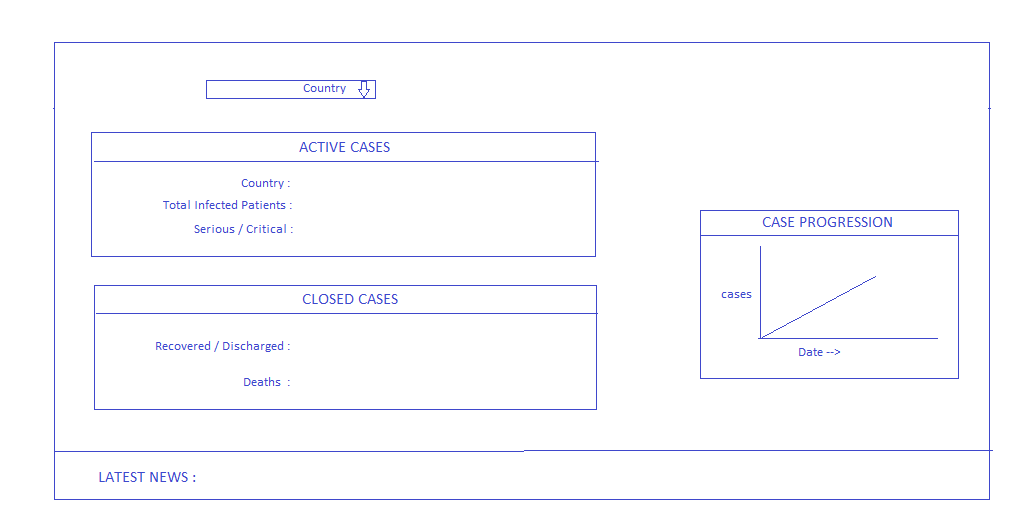 Country
ACTIVE CASES
Country :
Total Infected Patients :
Serious / Critical :
CASE PROGRESSION
cases
Date -->
CLOSED CASES
Recovered / Discharged :
Deaths :
LATEST NEWS :